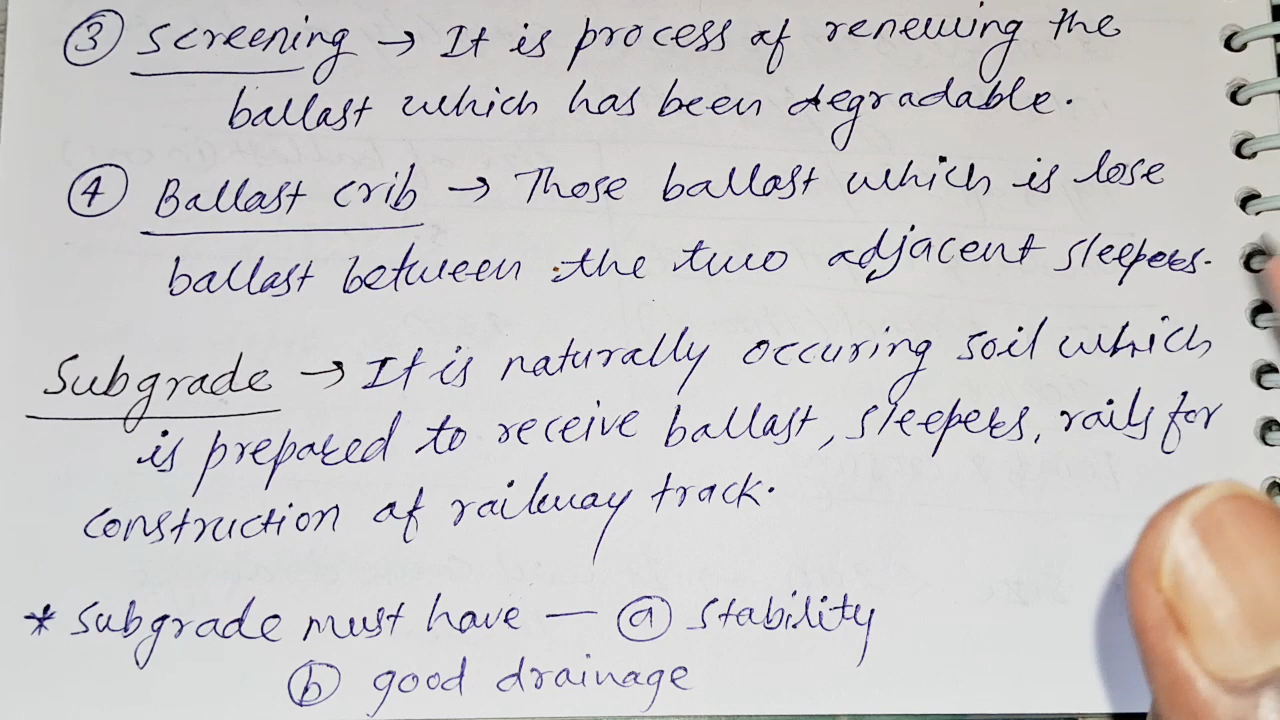 ③ Screening → It is process of renewing the
ballast which has been degradable.
④ Ballast crib → Those ballast which is lose
ballast between the two adjacent sleepers.
Subgrade → It is naturally occuring soil which
is prepared to receive ballast, sleepers, rails for
construction of railway track.
* Subgrade must have — ⓐ Stability
ⓑ good drainage